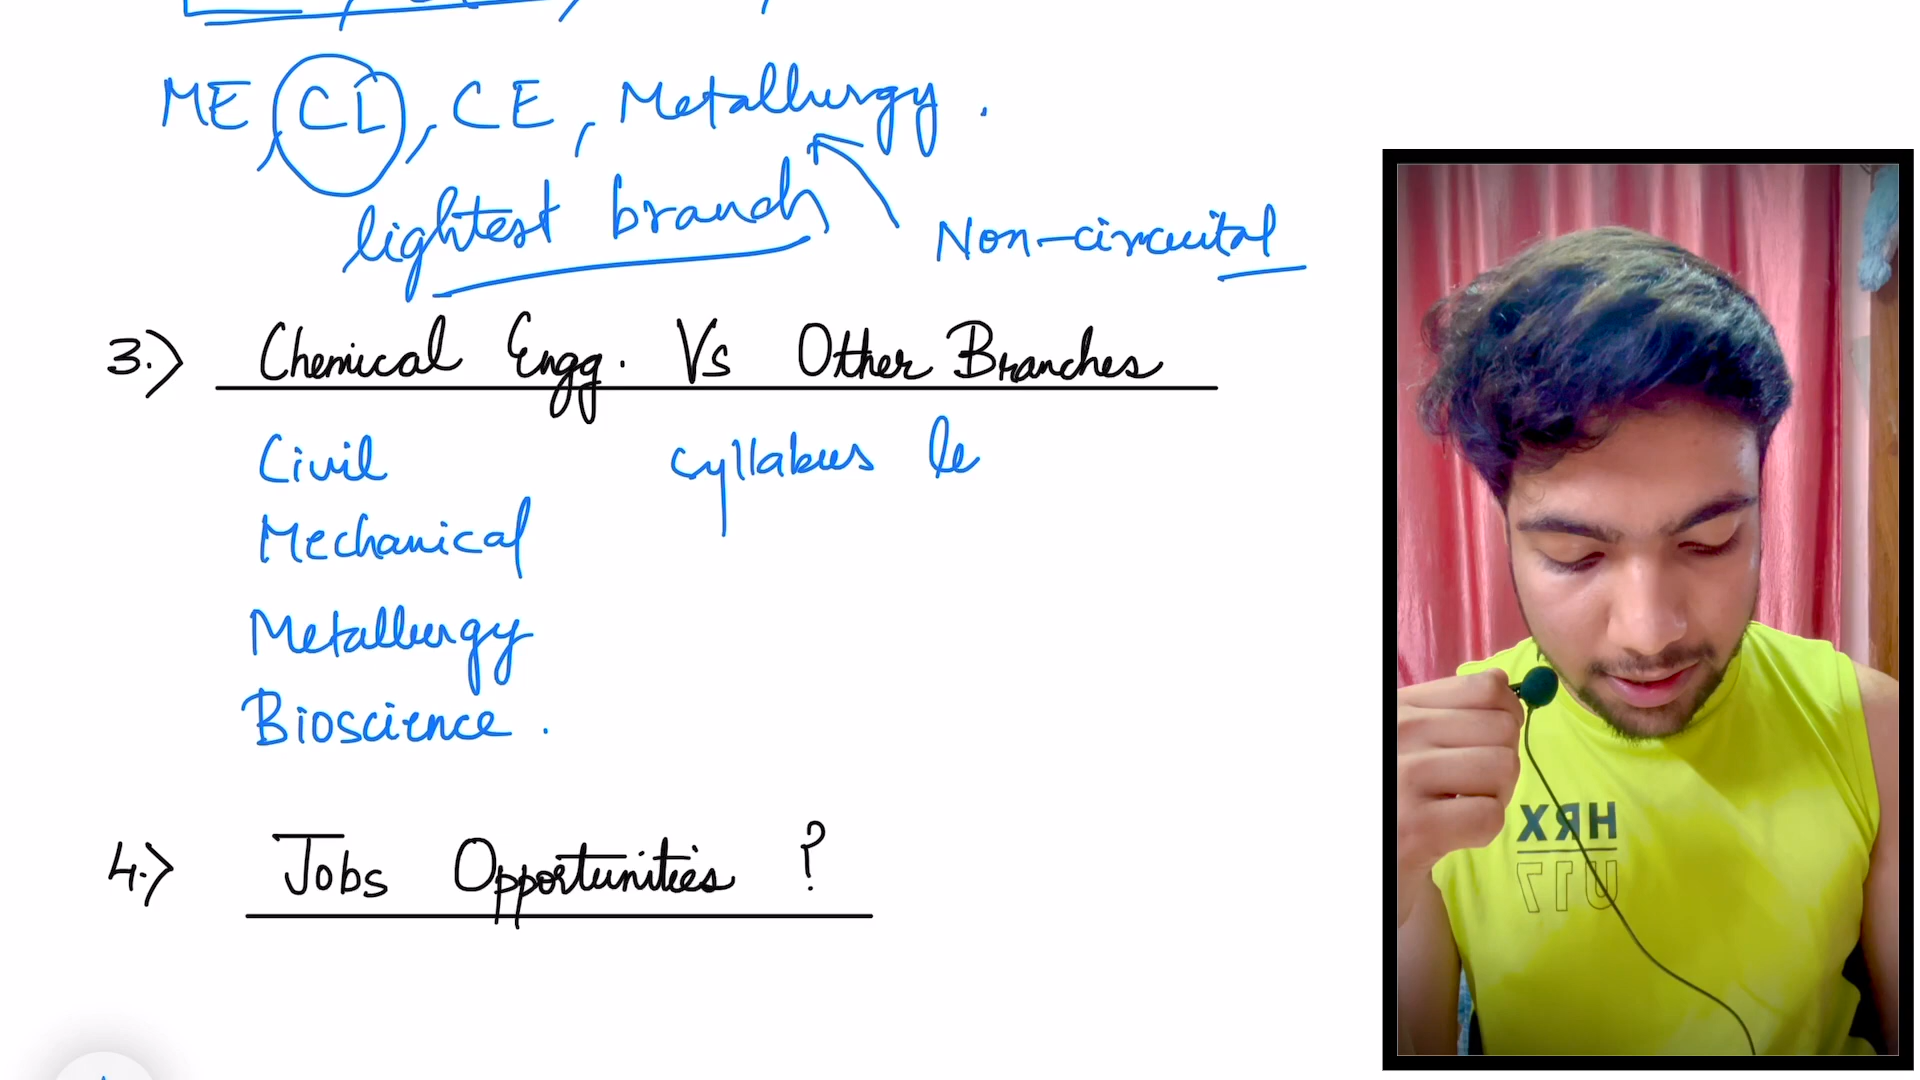 ME, CL, CE, Metallurgy.
lightest branch
Non-circuital
3.) Chemical Engg. Vs Other Branches
Civil
cyllabus le
Mechanical
Metallurgy
Bioscience.
4.) Jobs Opportunities ?
HRX
U17